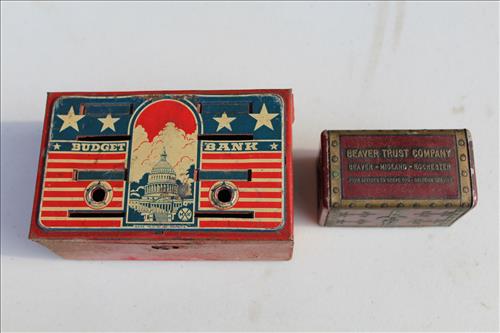 BUDGET BANK
BEAVER TRUST COMPANY
BEAVER - MIDLAND - ROCHESTER